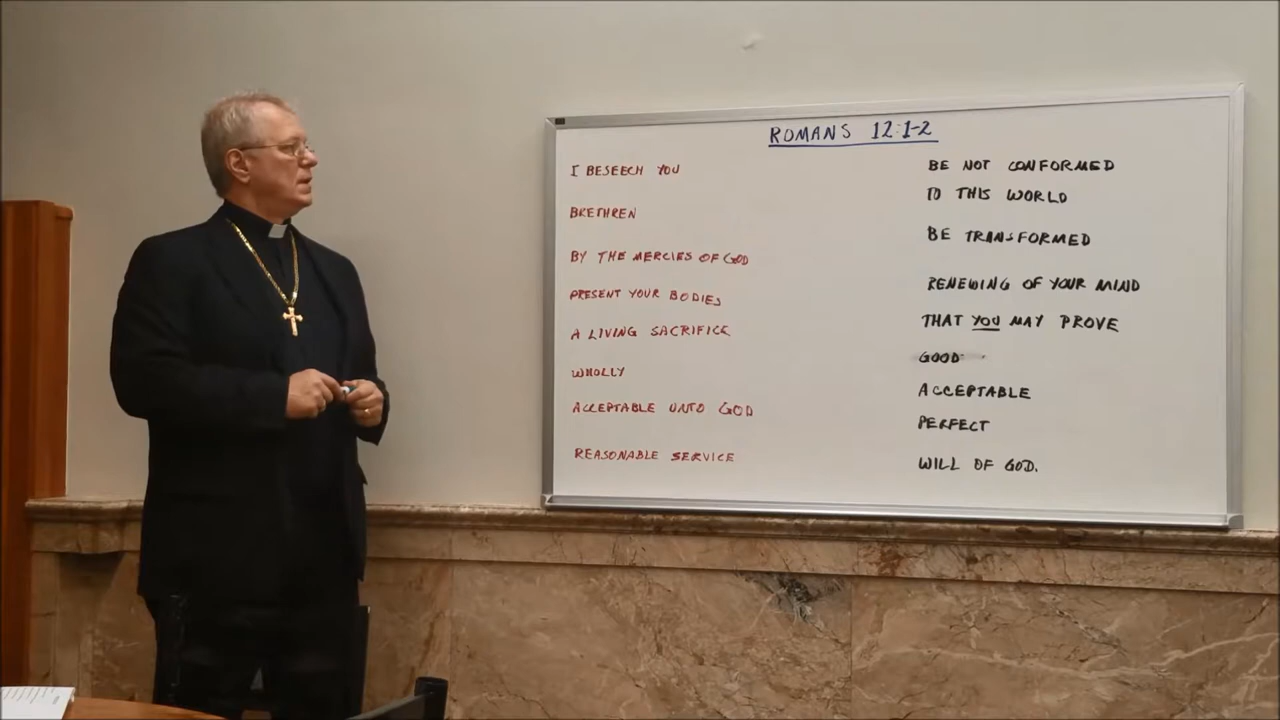 ROMANS 12:1-2
I BESEECH YOU
BRETHREN
BY THE MERCIES OF GOD
PRESENT YOUR BODIES
A LIVING SACRIFICE
WHOLLY
ACCEPTABLE UNTO GOD
REASONABLE SERVICE
BE NOT CONFORMED
TO THIS WORLD
BE TRANSFORMED
RENEWING OF YOUR MIND
THAT YOU MAY PROVE
GOOD
ACCEPTABLE
PERFECT
WILL OF GOD.